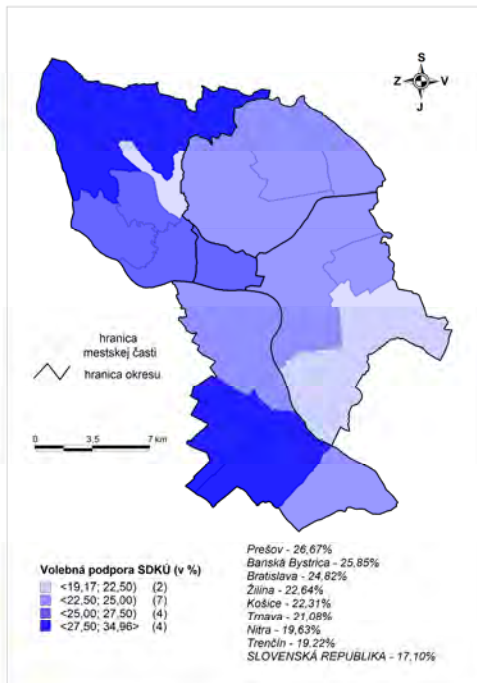 S
Z V
J
hranica
mestskej časti
hranica okresu
0 3,5 7 km
Volebná podpora SDKÚ (v %)
<19,17; 22,50) (2)
<22,50; 25,00) (7)
<25,00; 27,50) (4)
<27,50; 34,96> (4)
Prešov - 26,67%
Banská Bystrica - 25,85%
Bratislava - 24,82%
Žilina - 22,64%
Košice - 22,31%
Trnava - 21,08%
Nitra - 19,63%
Trenčín - 19,22%
SLOVENSKÁ REPUBLIKA - 17,10%